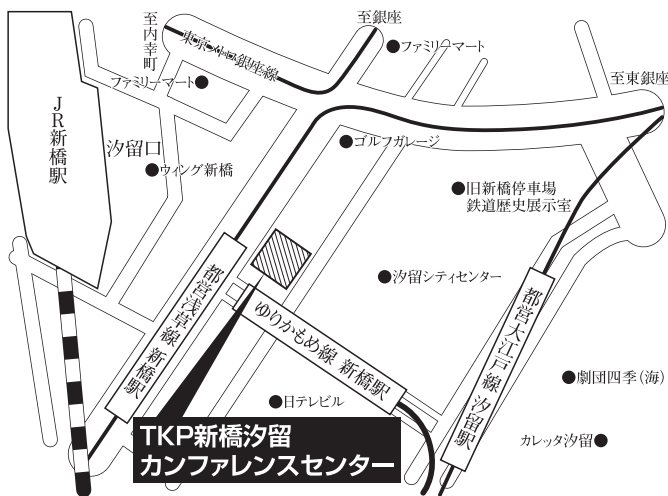 至内幸町
至銀座
東京メトロ銀座線
ファミリーマート
ファミリーマート
至東銀座
JR新橋駅
汐留口
ウィング新橋
ゴルフガレージ
旧新橋停車場
鉄道歴史展示室
汐留シティセンター
都営浅草線 新橋駅
ゆりかもめ線 新橋駅
都営大江戸線 汐留駅
日テレビル
劇団四季(海)
カレッタ汐留
TKP新橋汐留
カンファレンスセンター